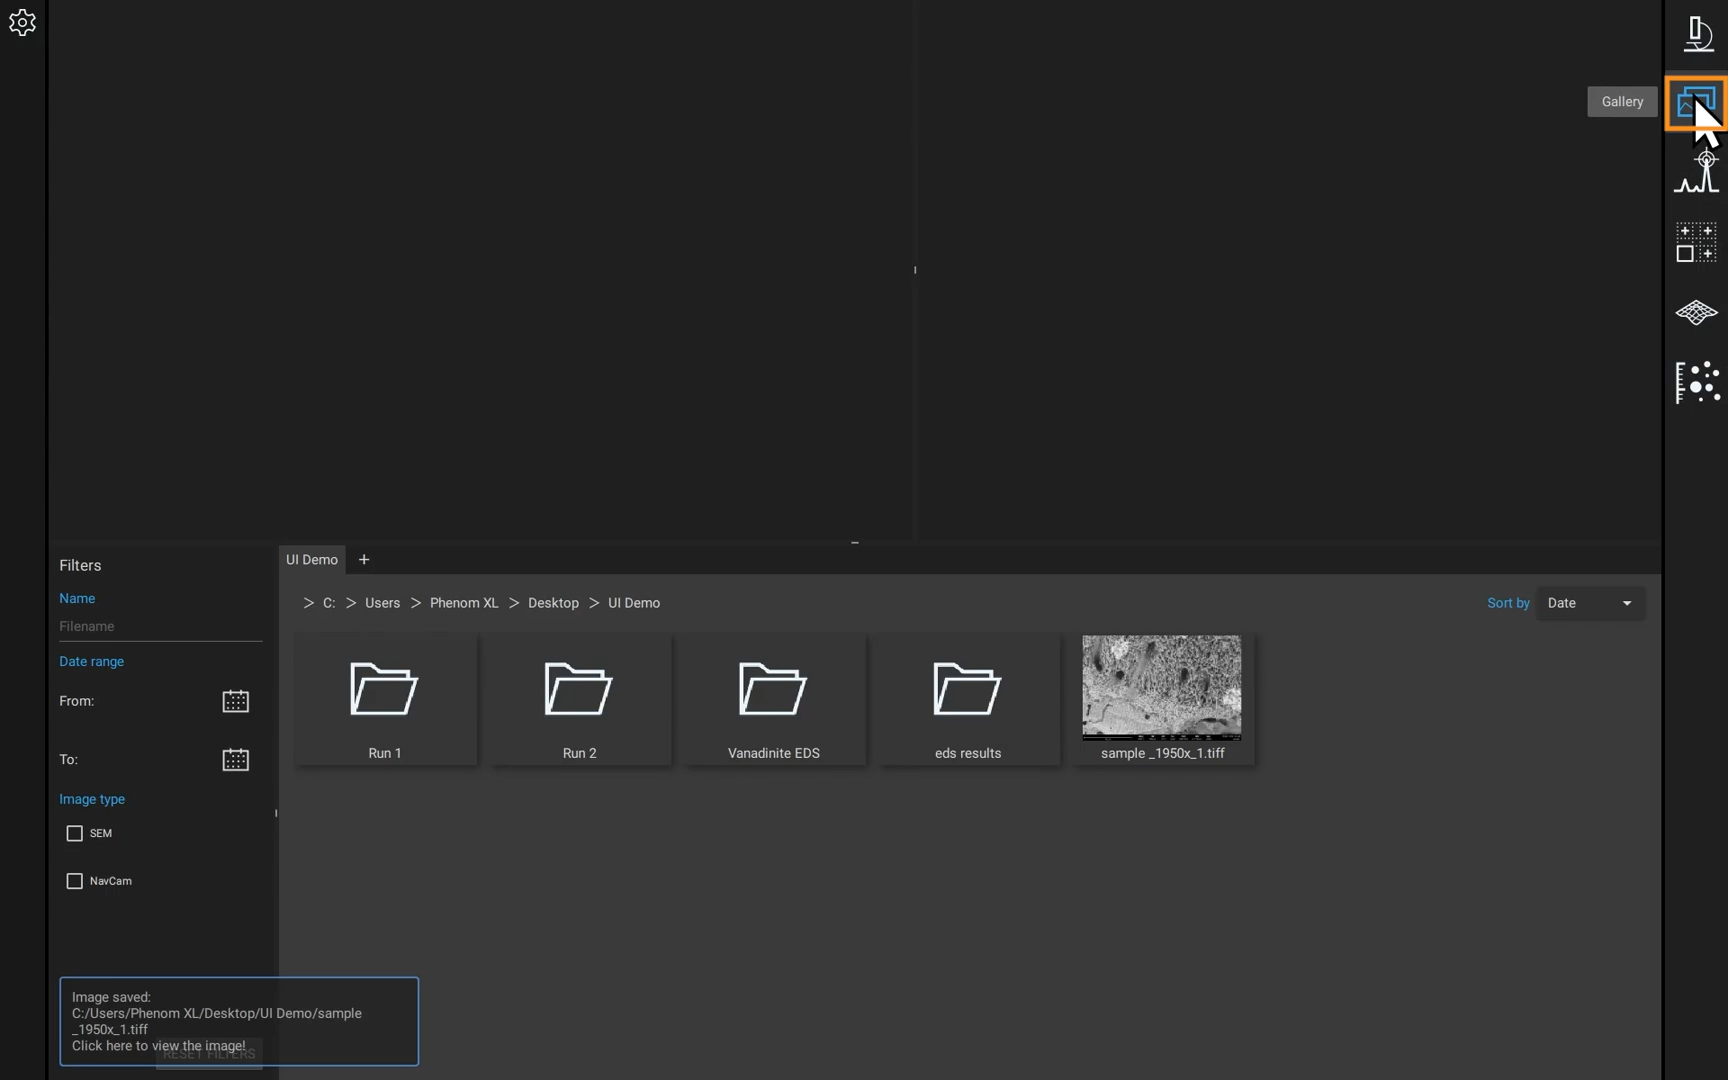 Gallery
Filters
Name
Filename
Date range
From:
To:
Image type
SEM
NavCam
Image saved:
C:/Users/Phenom XL/Desktop/UI Demo/sample
_1950x_1.tiff
Click here to view the image!
RESET FILTERS
UI Demo +
> C: > Users > Phenom XL > Desktop > UI Demo
Sort by Date
Run 1
Run 2
Vanadinite EDS
eds results
sample _1950x_1.tiff